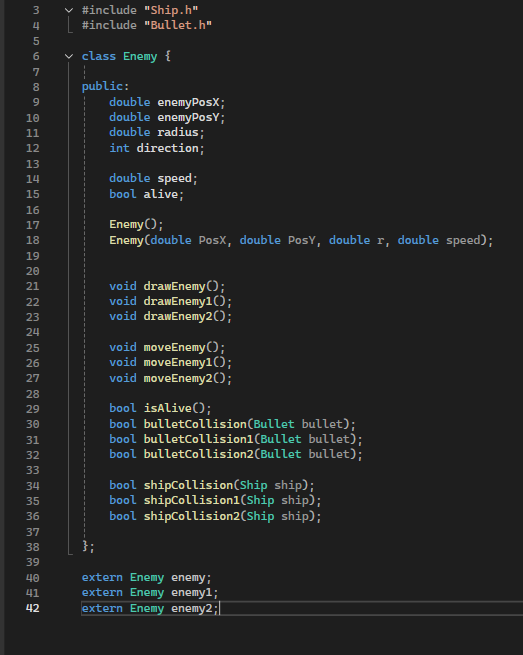 3 #include "Ship.h"
4 #include "Bullet.h"
5
6 class Enemy {
7
8 public:
9 double enemyPosX;
10 double enemyPosY;
11 double radius;
12 int direction;
13
14 double speed;
15 bool alive;
16
17 Enemy();
18 Enemy(double PosX, double PosY, double r, double speed);
19
20
21 void drawEnemy();
22 void drawEnemy1();
23 void drawEnemy2();
24
25 void moveEnemy();
26 void moveEnemy1();
27 void moveEnemy2();
28
29 bool isAlive();
30 bool bulletCollision(Bullet bullet);
31 bool bulletCollision1(Bullet bullet);
32 bool bulletCollision2(Bullet bullet);
33
34 bool shipCollision(Ship ship);
35 bool shipCollision1(Ship ship);
36 bool shipCollision2(Ship ship);
37
38 };
39
40 extern Enemy enemy;
41 extern Enemy enemy1;
42 extern Enemy enemy2;